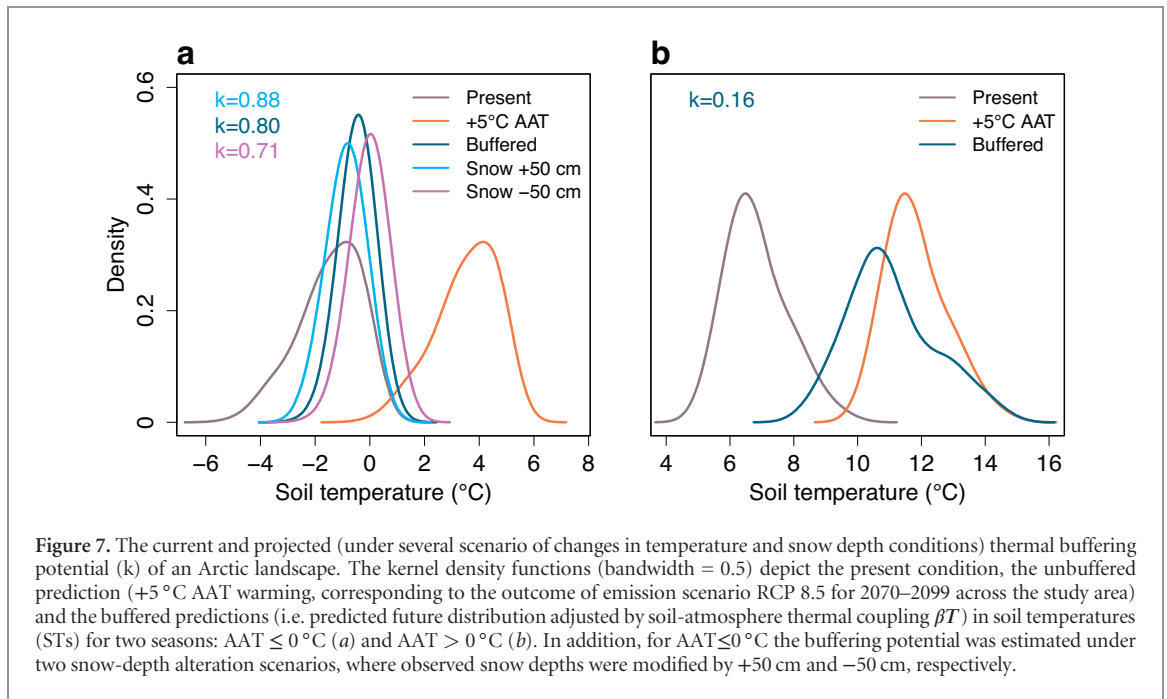 a
k=0.88
k=0.80
k=0.71
Present
+5°C AAT
Buffered
Snow +50 cm
Snow −50 cm
Density
0.6
0.4
0.2
0
−6 −4 −2 0 2 4 6 8
Soil temperature (°C)
b
k=0.16
Present
+5°C AAT
Buffered
4 6 8 10 12 14 16
Soil temperature (°C)
Figure 7. The current and projected (under several scenario of changes in temperature and snow depth conditions) thermal buffering
potential (k) of an Arctic landscape. The kernel density functions (bandwidth = 0.5) depict the present condition, the unbuffered
prediction (+5 °C AAT warming, corresponding to the outcome of emission scenario RCP 8.5 for 2070–2099 across the study area)
and the buffered predictions (i.e. predicted future distribution adjusted by soil-atmosphere thermal coupling βT) in soil temperatures
(STs) for two seasons: AAT ≤ 0 °C (a) and AAT > 0 °C (b). In addition, for AAT≤0 °C the buffering potential was estimated under
two snow-depth alteration scenarios, where observed snow depths were modified by +50 cm and −50 cm, respectively.